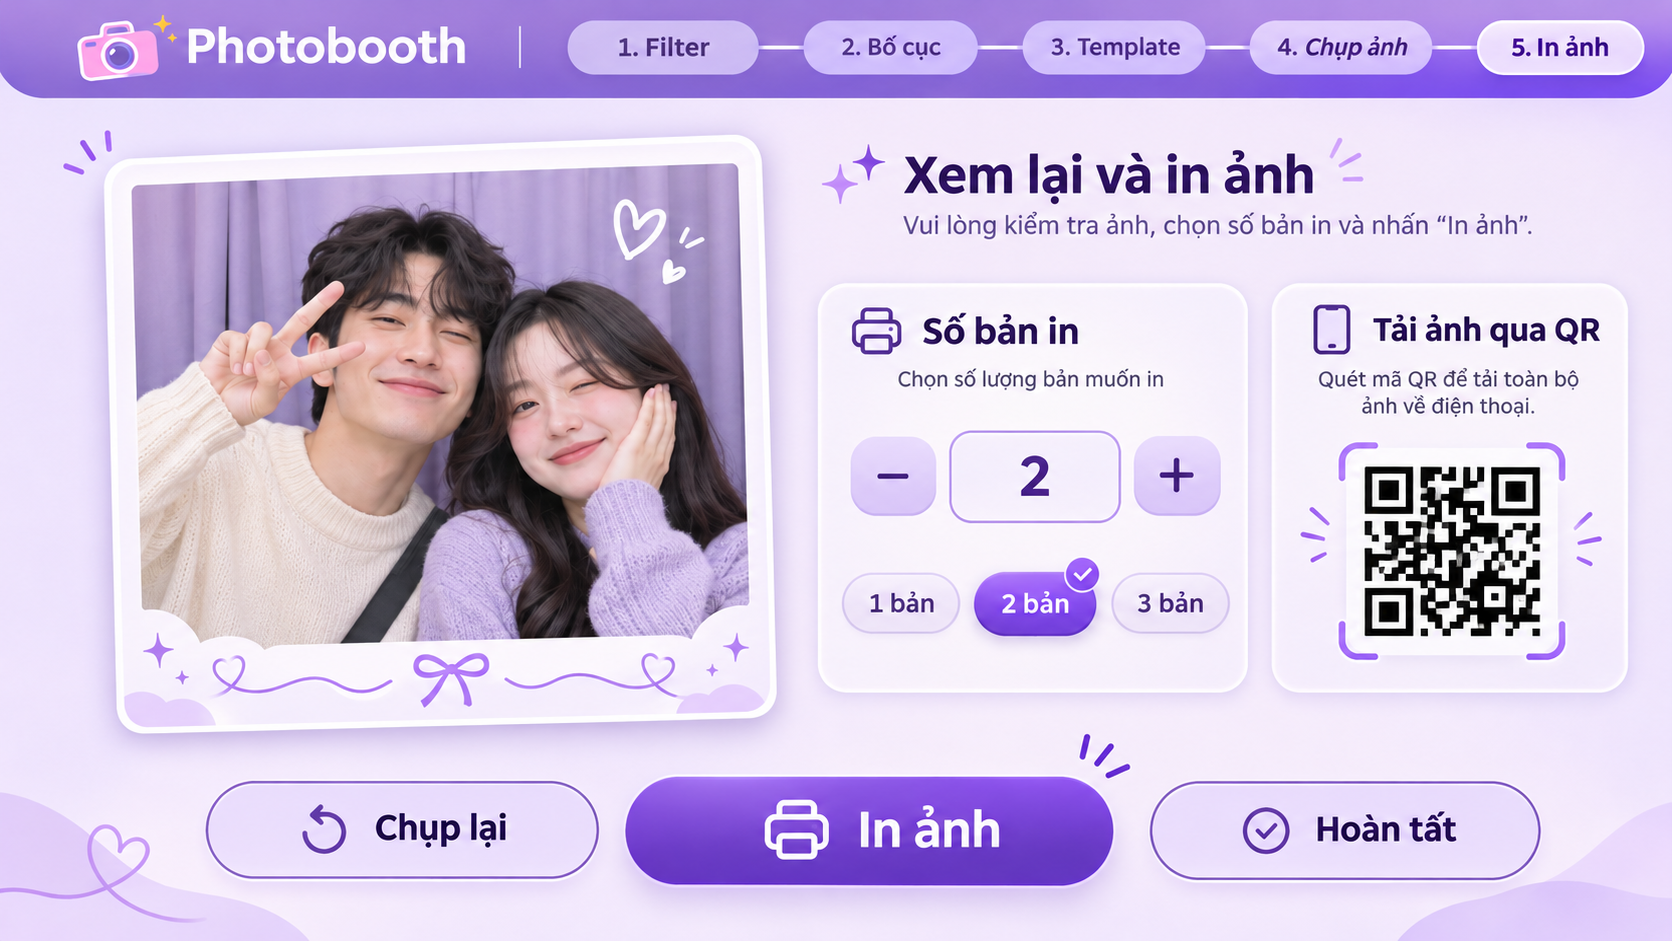 Photobooth
1. Filter
2. Bố cục
3. Template
4. Chụp ảnh
5. In ảnh
Xem lại và in ảnh
Vui lòng kiểm tra ảnh, chọn số bản in và nhấn “In ảnh”.
Số bản in
Chọn số lượng bản muốn in
−
2
+
1 bản
2 bản
3 bản
Tải ảnh qua QR
Quét mã QR để tải toàn bộ
ảnh về điện thoại.
Chụp lại
In ảnh
Hoàn tất